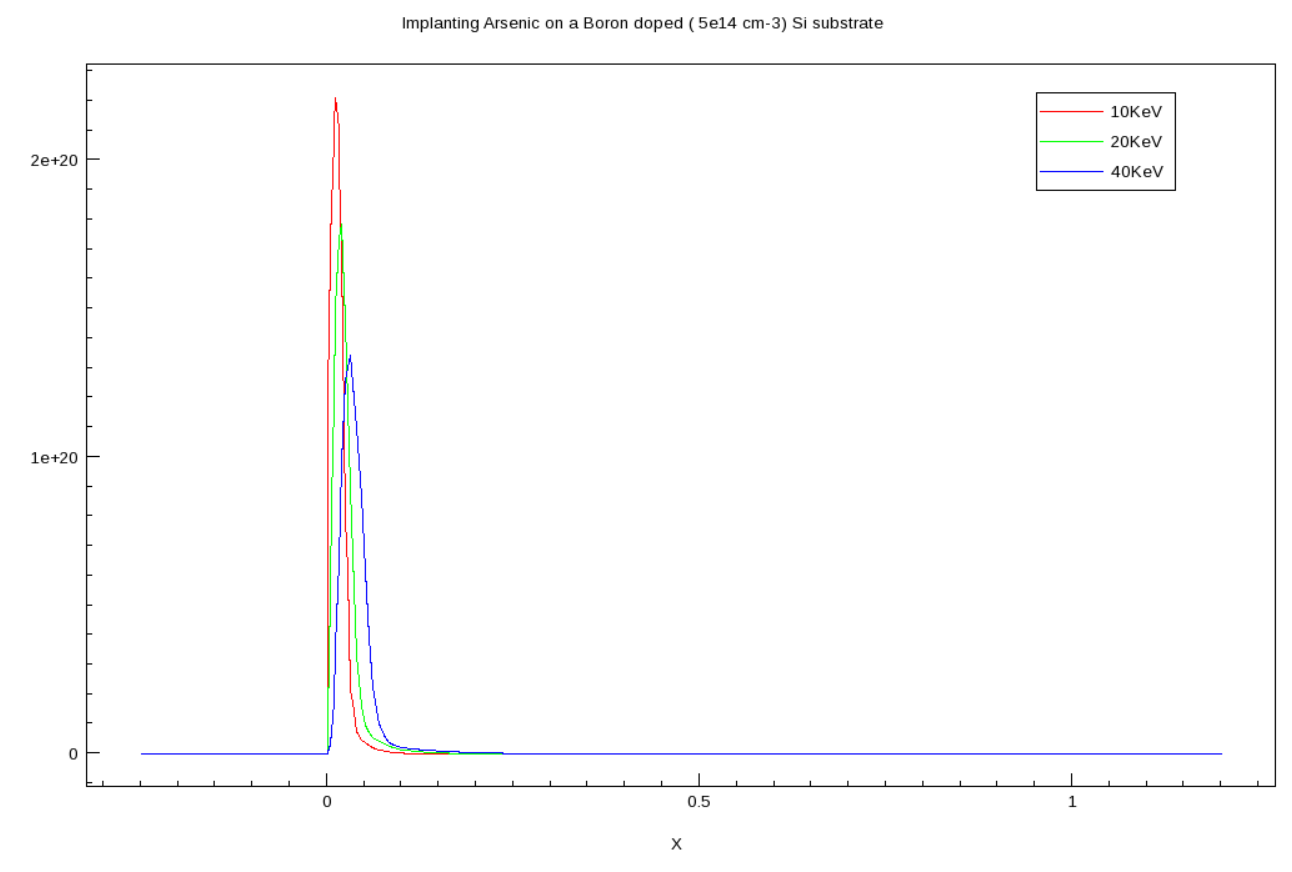 Implanting Arsenic on a Boron doped ( 5e14 cm-3) Si substrate
10KeV
20KeV
40KeV
2e+20
1e+20
0
0
0.5
1
X